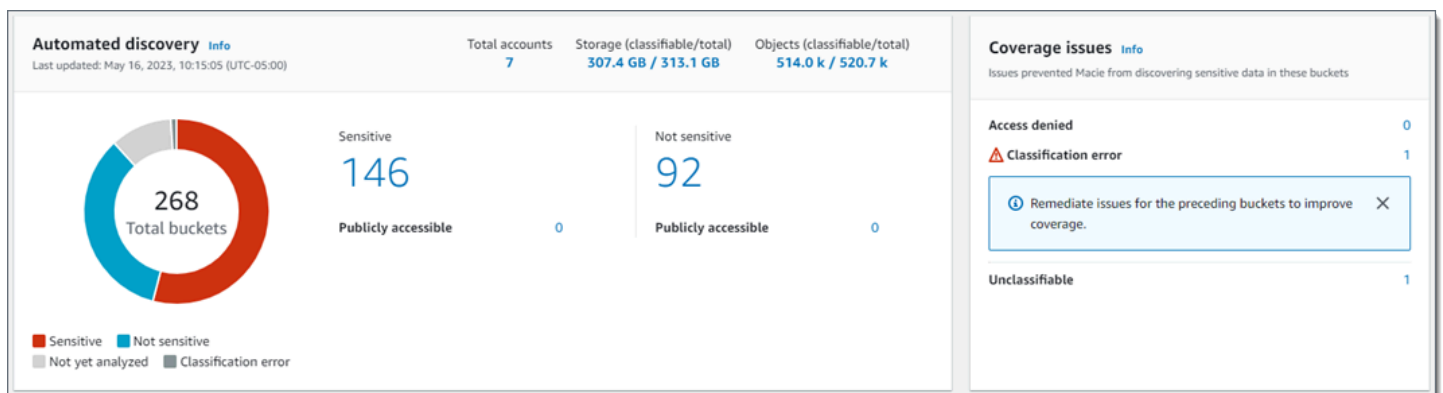 Automated discovery Info
Last updated: May 16, 2023, 10:15:05 (UTC-05:00)
Total accounts
7
Storage (classifiable/total)
307.4 GB / 313.1 GB
Objects (classifiable/total)
514.0 k / 520.7 k
268
Total buckets
Sensitive
Not sensitive
Not yet analyzed
Classification error
Sensitive
146
Publicly accessible 0
Not sensitive
92
Publicly accessible 0
Coverage issues Info
Issues prevented Macie from discovering sensitive data in these buckets
Access denied 0
Classification error 1
Remediate issues for the preceding buckets to improve
coverage.
Unclassifiable 1